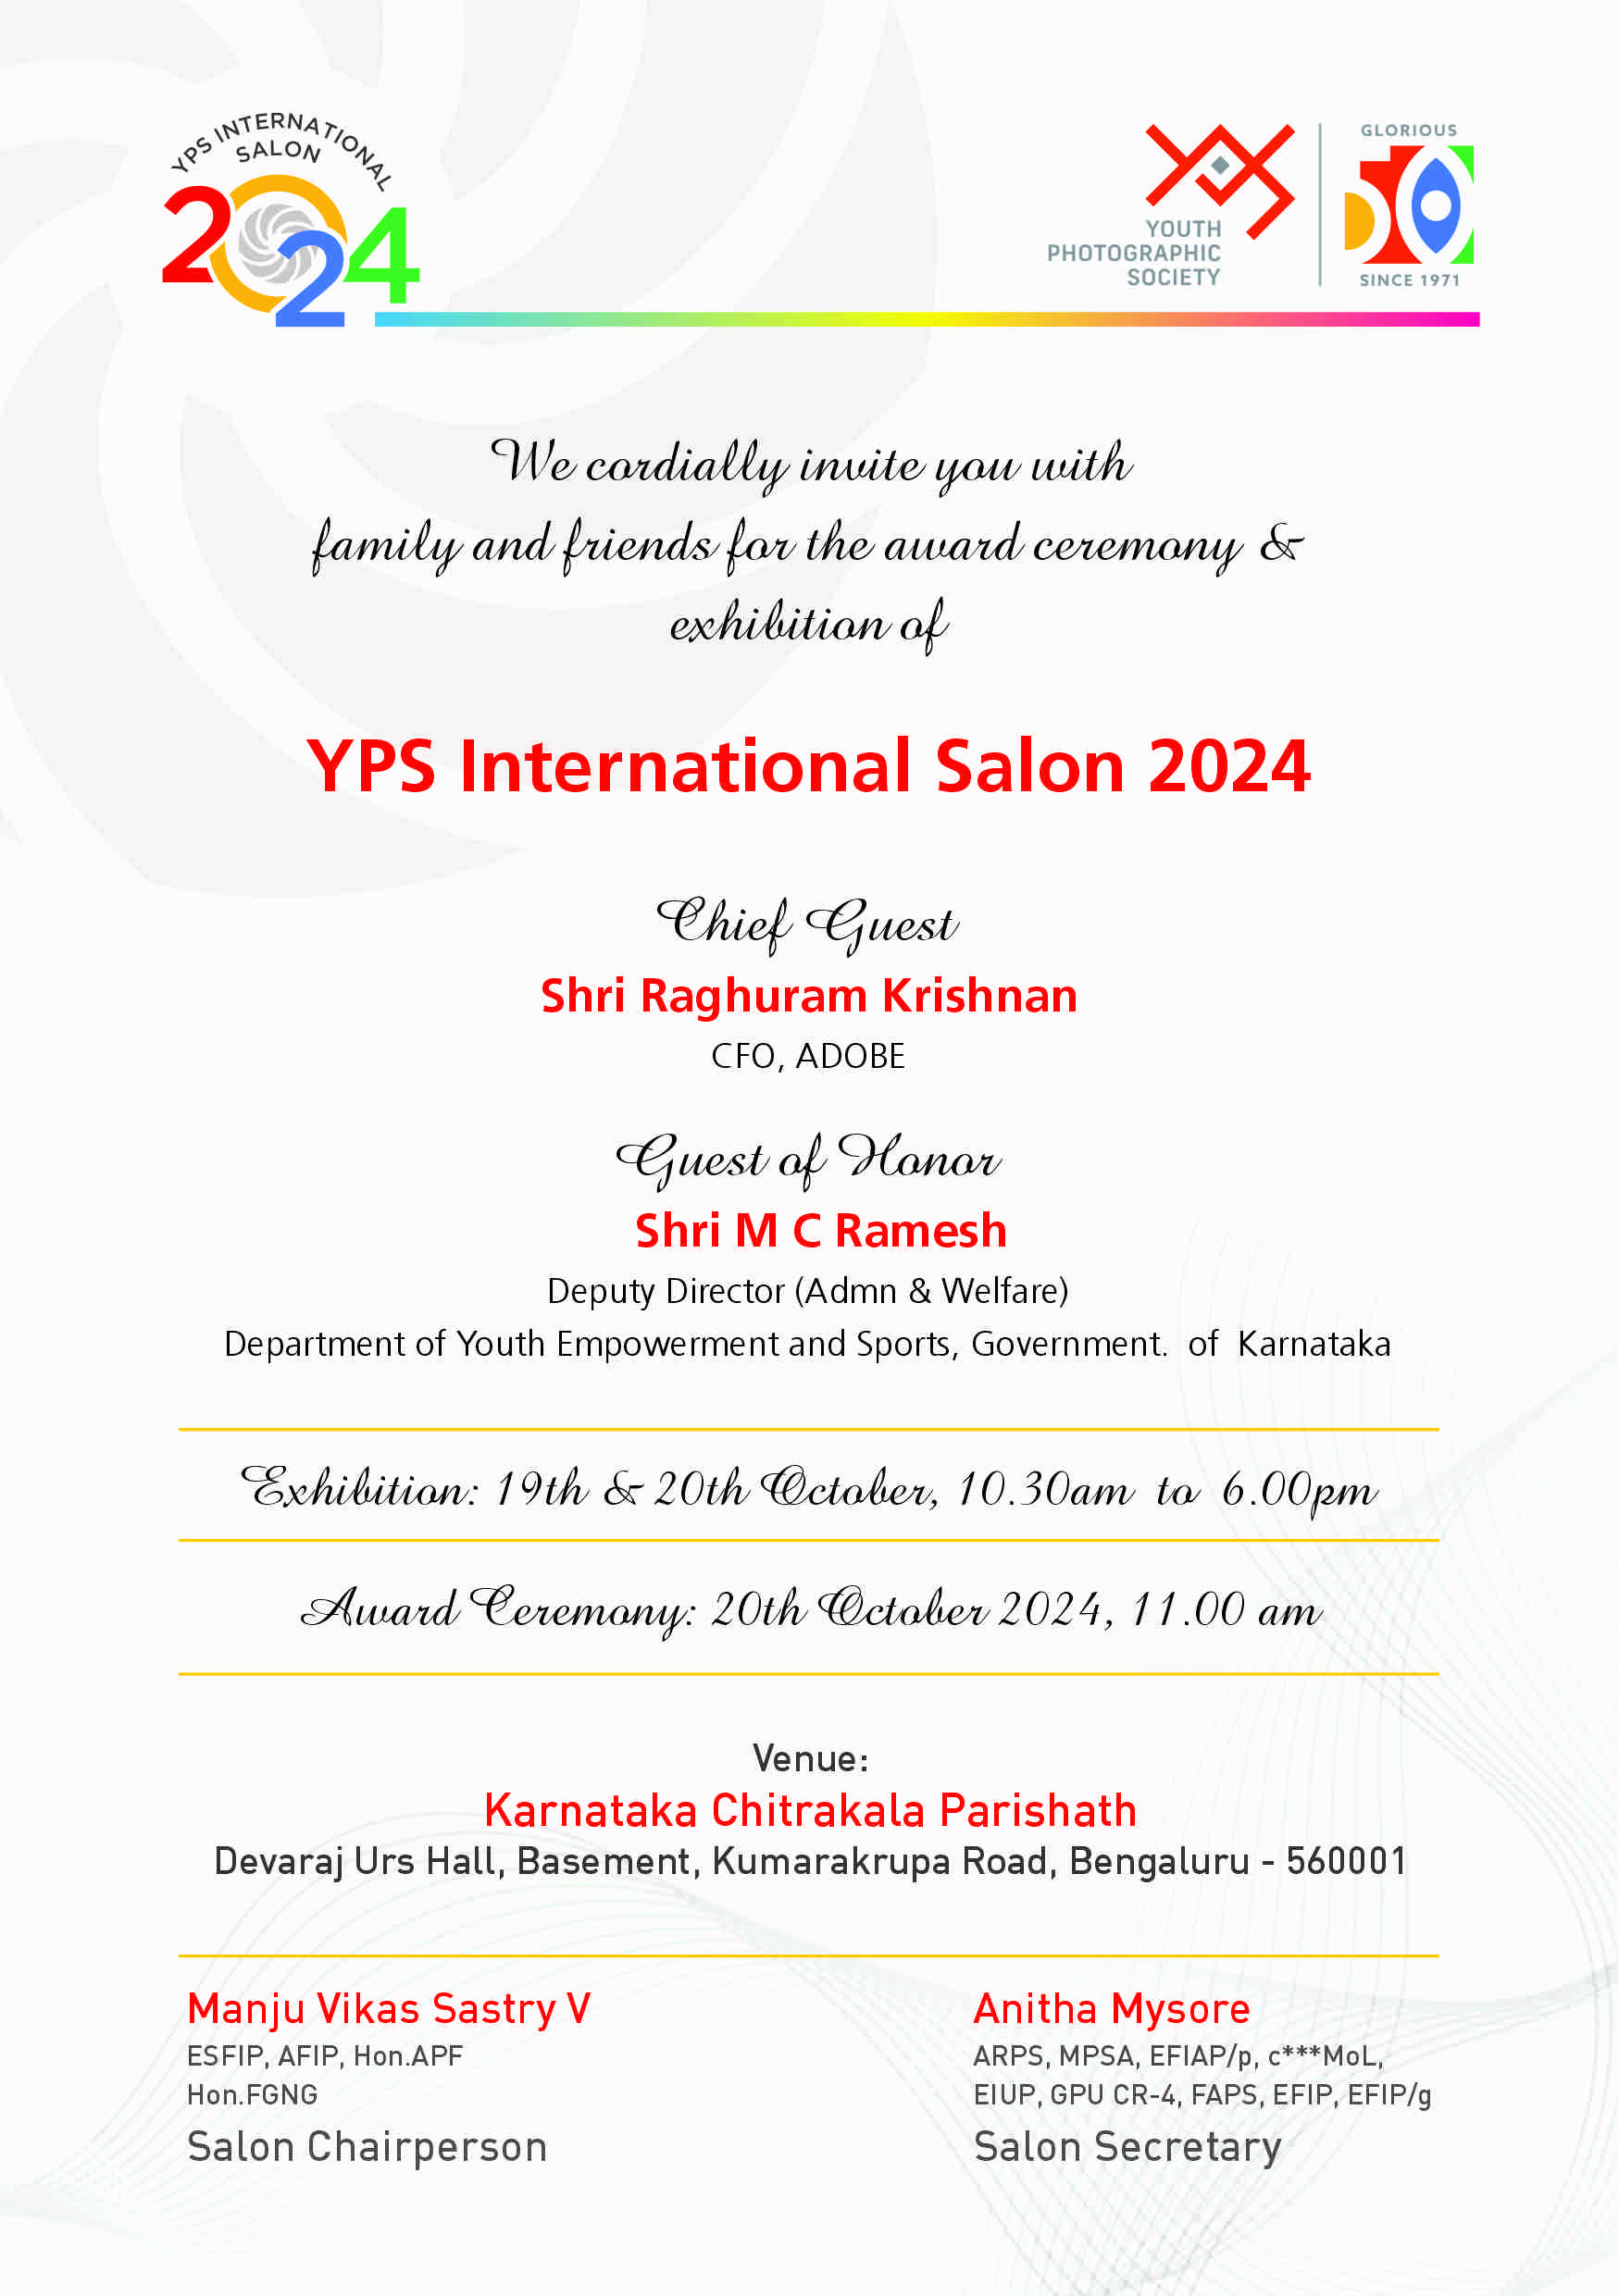 YPS INTERNATIONAL
SALON
2024
YOUTH
PHOTOGRAPHIC
SOCIETY
GLORIOUS
50
SINCE 1971
We cordially invite you with
family and friends for the award ceremony &
exhibition of
YPS International Salon 2024
Chief Guest
Shri Raghuram Krishnan
CFO, ADOBE
Guest of Honor
Shri M C Ramesh
Deputy Director (Admn & Welfare)
Department of Youth Empowerment and Sports, Government. of Karnataka
Exhibition: 19th & 20th October, 10.30am to 6.00pm
Award Ceremony: 20th October 2024, 11.00 am
Venue:
Karnataka Chitrakala Parishath
Devaraj Urs Hall, Basement, Kumarakrupa Road, Bengaluru - 560001
Manju Vikas Sastry V
ESFIP, AFIP, Hon.APF
Hon.FGNG
Salon Chairperson
Anitha Mysore
ARPS, MPSA, EFIAP/p, c***MoL,
EIUP, GPU CR-4, FAPS, EFIP, EFIP/g
Salon Secretary